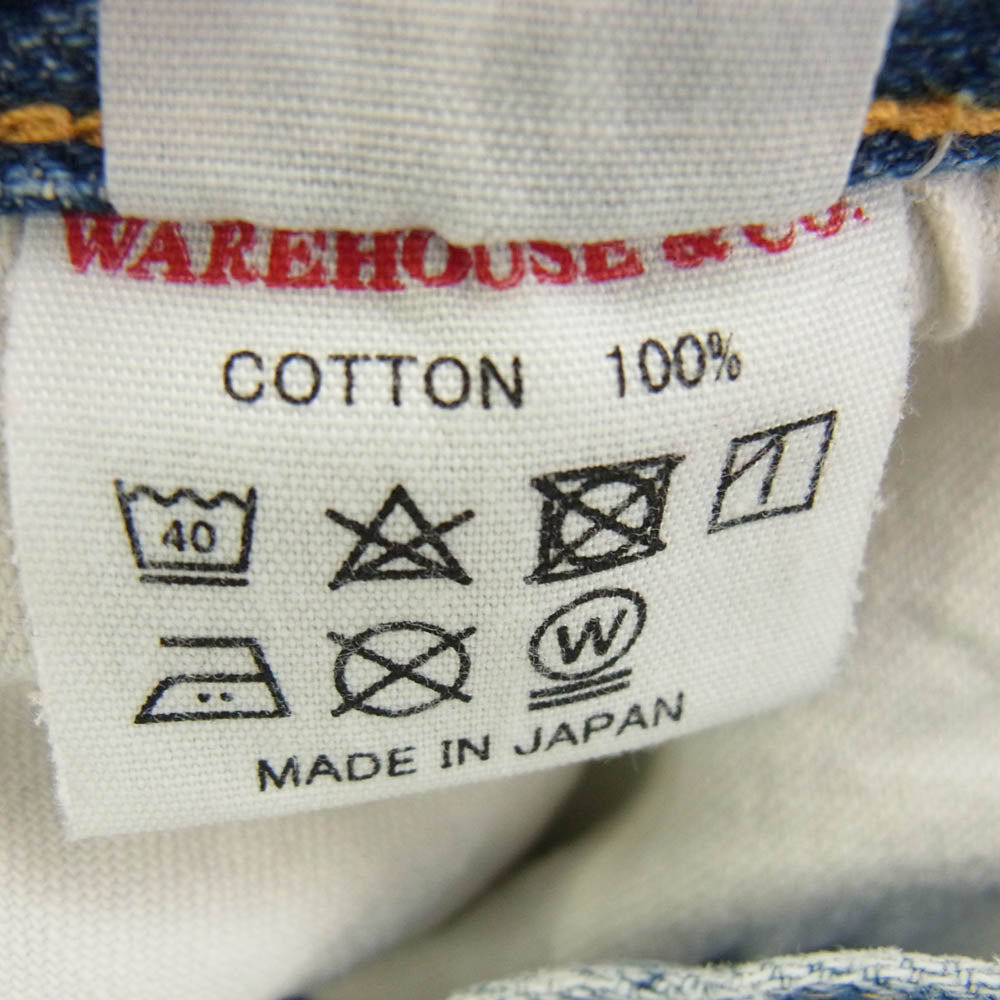 WAREHOUSE & CO.
COTTON 100%
40
W
MADE IN JAPAN